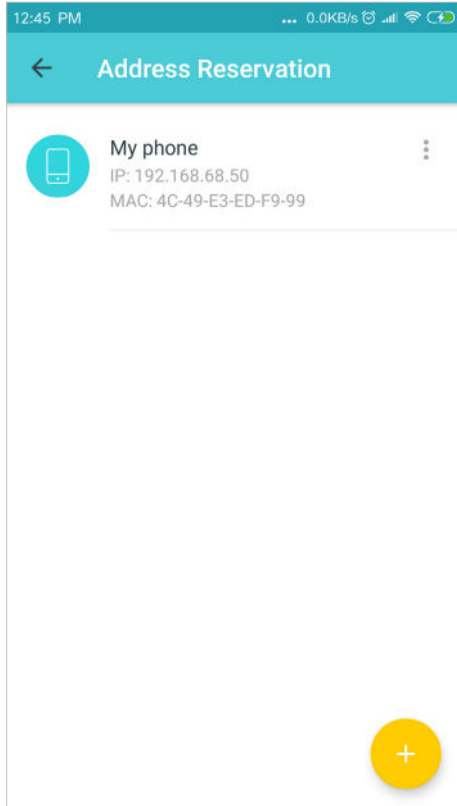 12:45 PM ... 0.0KB/s
Address Reservation
My phone
IP: 192.168.68.50
MAC: 4C-49-E3-ED-F9-99